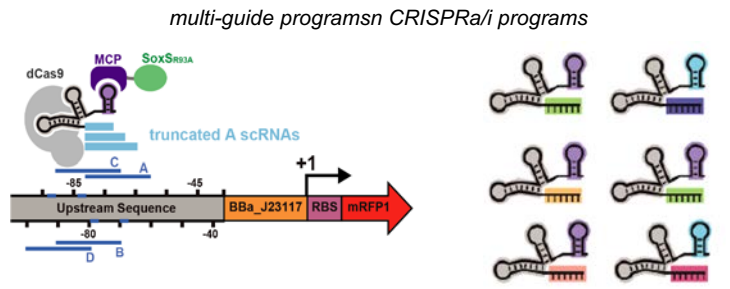 multi-guide programsn CRISPRa/i programs
MCP SoxSR93A
dCas9
truncated A scRNAs
C
A
+1
-85 -45
Upstream Sequence BBa_J23117 RBS mRFP1
-80 -40
B
D